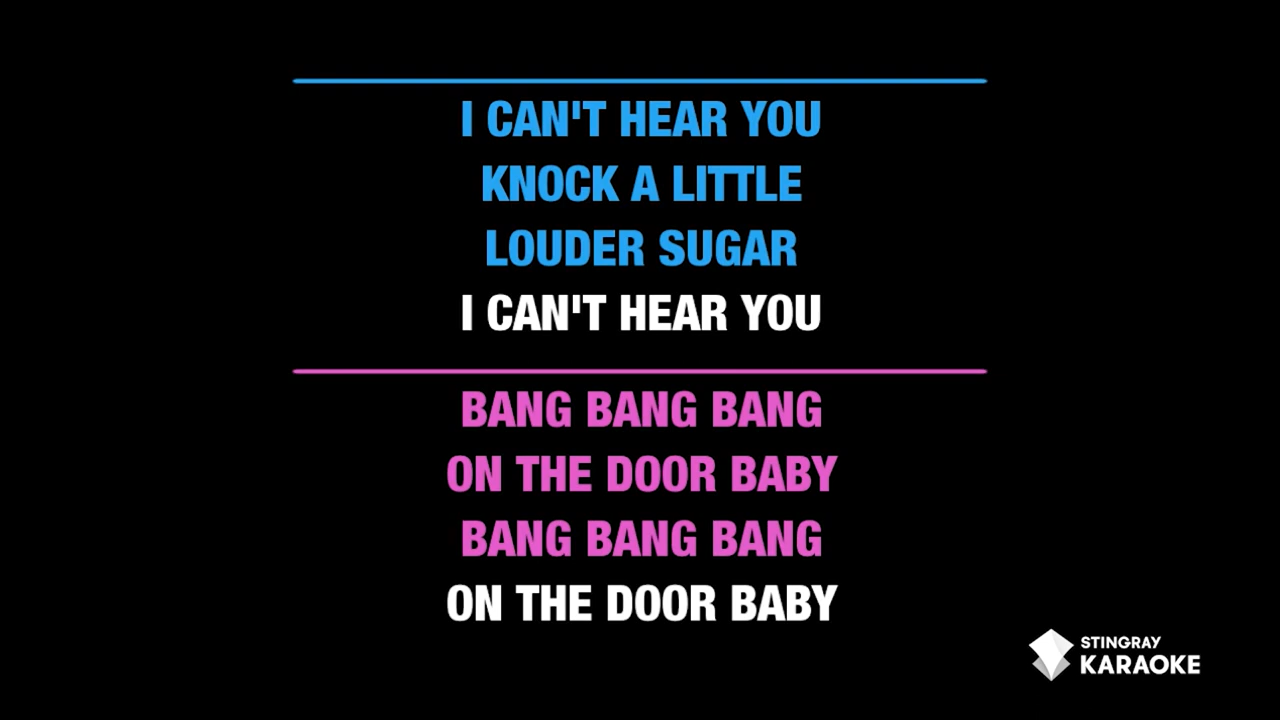 I CAN'T HEAR YOU
KNOCK A LITTLE
LOUDER SUGAR
I CAN'T HEAR YOU
BANG BANG BANG
ON THE DOOR BABY
BANG BANG BANG
ON THE DOOR BABY
STINGRAY
KARAOKE